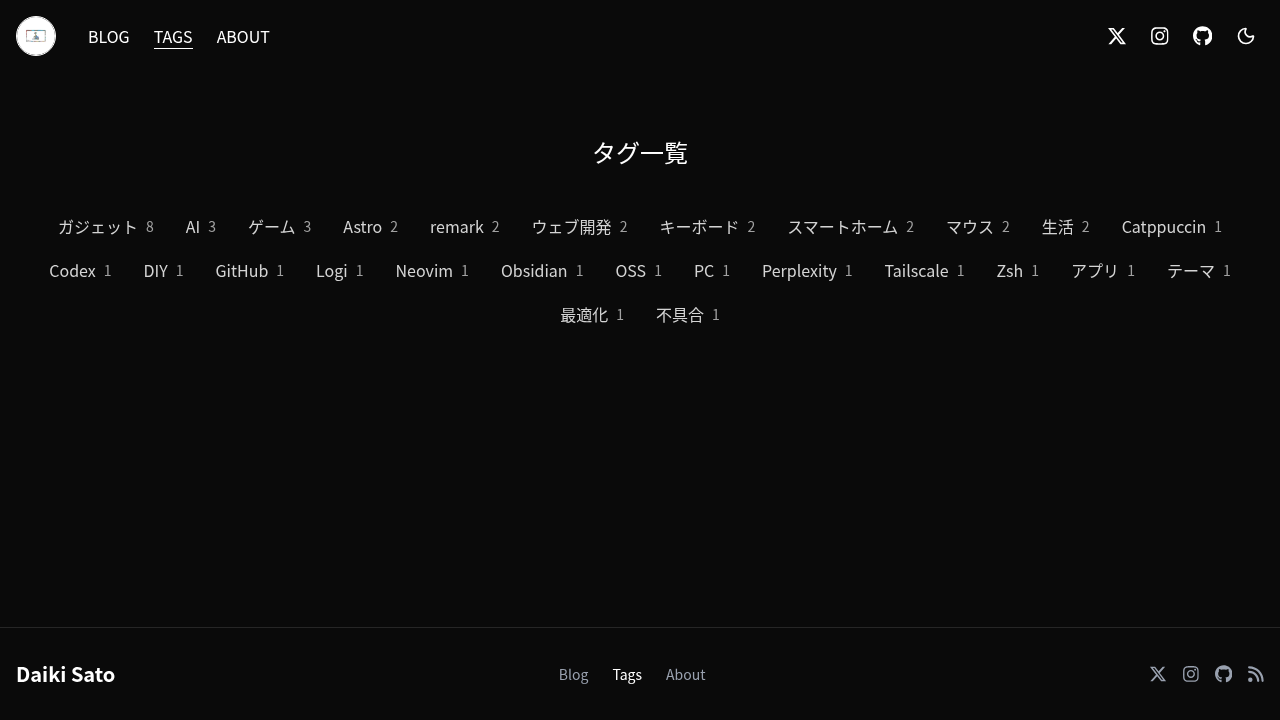 BLOG TAGS ABOUT
タグ一覧
ガジェット 8 AI 3 ゲーム 3 Astro 2 remark 2 ウェブ開発 2 キーボード 2 スマートホーム 2 マウス 2 生活 2 Catppuccin 1
Codex 1 DIY 1 GitHub 1 Logi 1 Neovim 1 Obsidian 1 OSS 1 PC 1 Perplexity 1 Tailscale 1 Zsh 1 アプリ 1 テーマ 1
最適化 1 不具合 1
Daiki Sato Blog Tags About